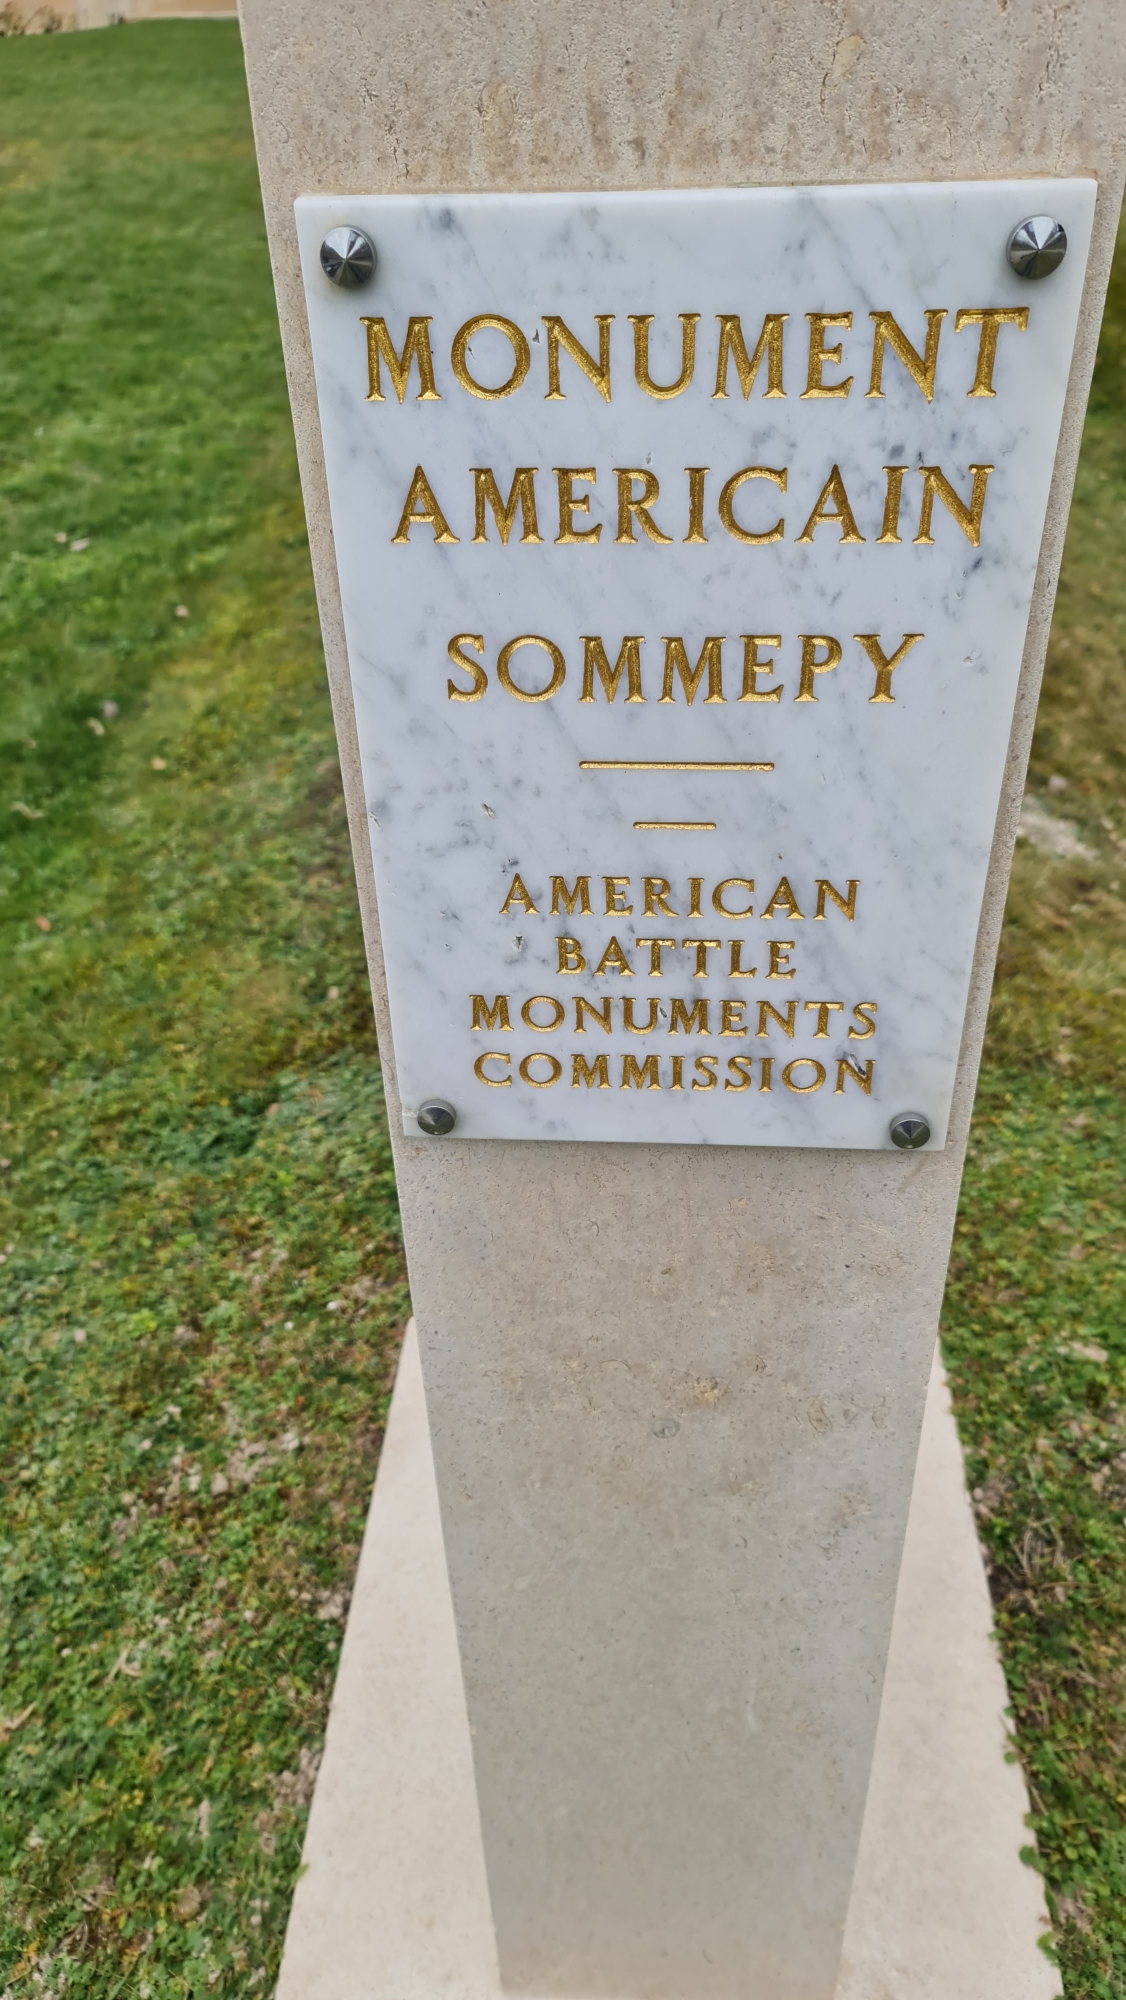 MONUMENT
AMERICAIN
SOMMEPY
AMERICAN
BATTLE
MONUMENTS
COMMISSION